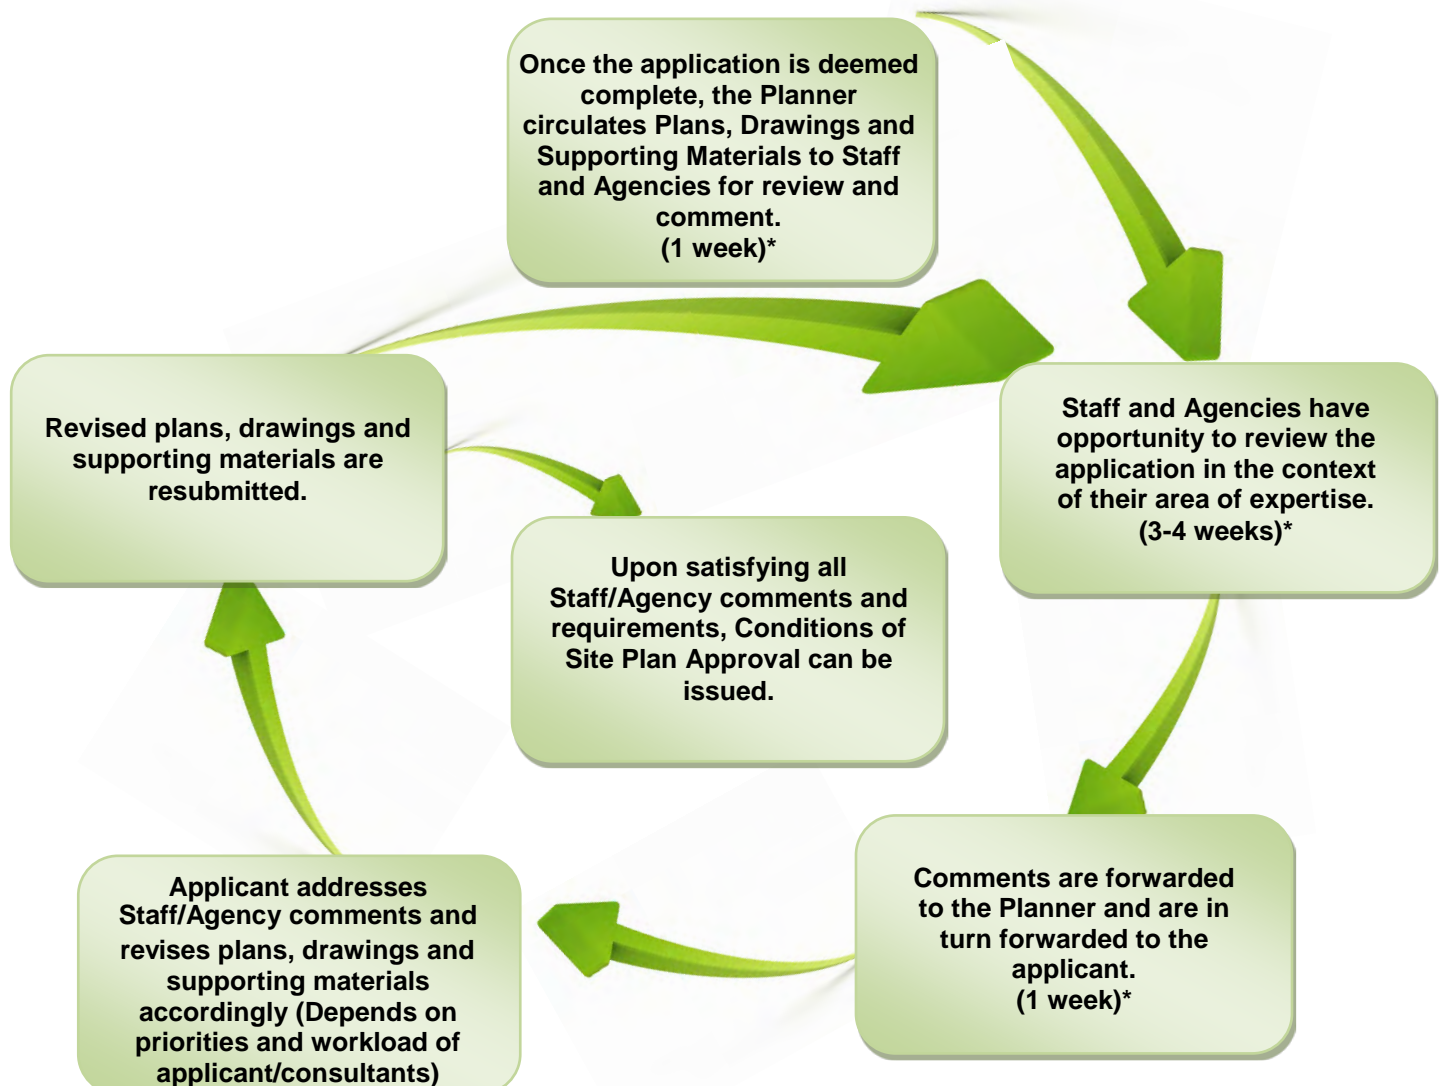 Once the application is deemed
complete, the Planner
circulates Plans, Drawings and
Supporting Materials to Staff
and Agencies for review and
comment.
(1 week)*
Staff and Agencies have
opportunity to review the
application in the context
of their area of expertise.
(3-4 weeks)*
Comments are forwarded
to the Planner and are in
turn forwarded to the
applicant.
(1 week)*
Applicant addresses
Staff/Agency comments and
revises plans, drawings and
supporting materials
accordingly (Depends on
priorities and workload of
applicant/consultants)
Revised plans, drawings and
supporting materials are
resubmitted.
Upon satisfying all
Staff/Agency comments and
requirements, Conditions of
Site Plan Approval can be
issued.